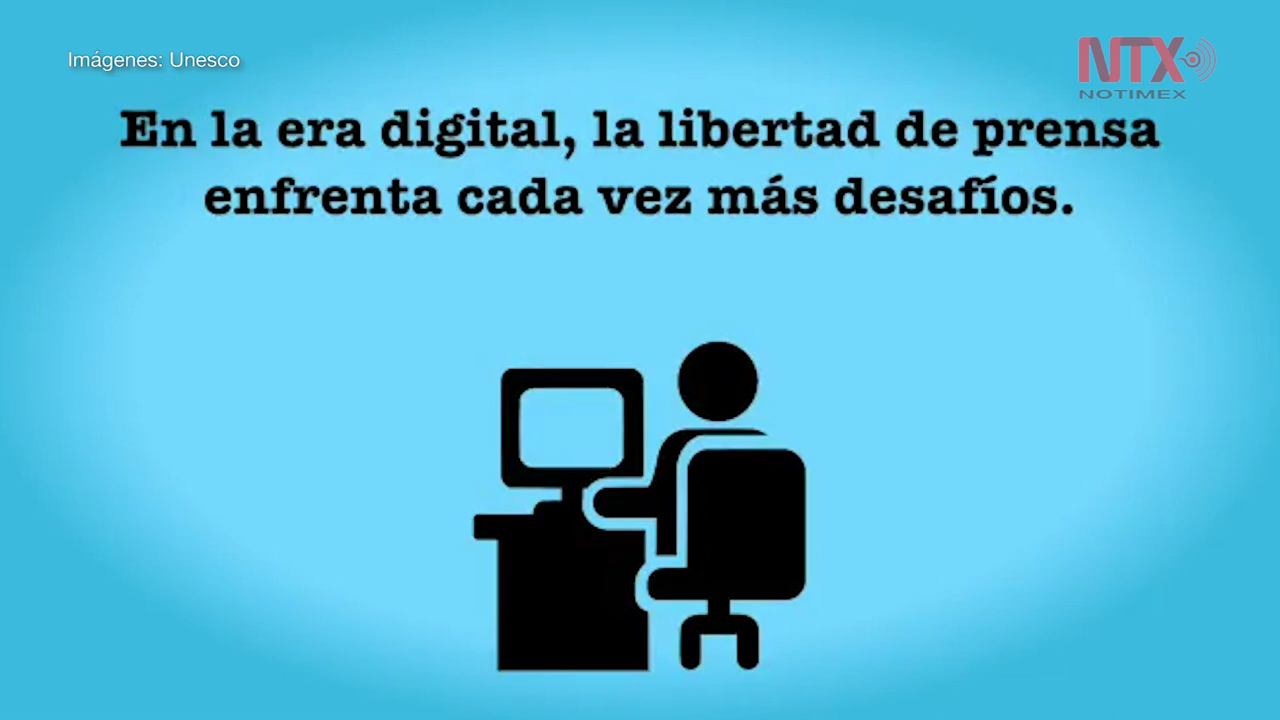 Imágenes: Unesco
NTX
NOTIMEX
En la era digital, la libertad de prensa
enfrenta cada vez más desafíos.